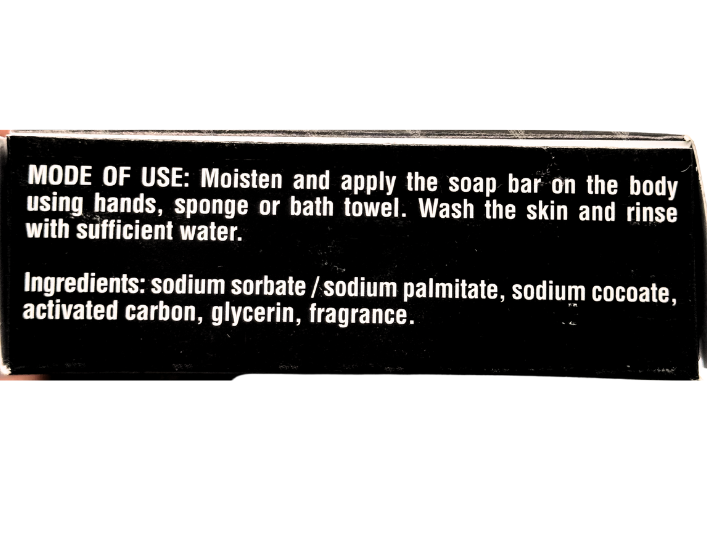 MODE OF USE: Moisten and apply the soap bar on the body
using hands, sponge or bath towel. Wash the skin and rinse
with sufficient water.
Ingredients: sodium sorbate / sodium palmitate, sodium cocoate,
activated carbon, glycerin, fragrance.